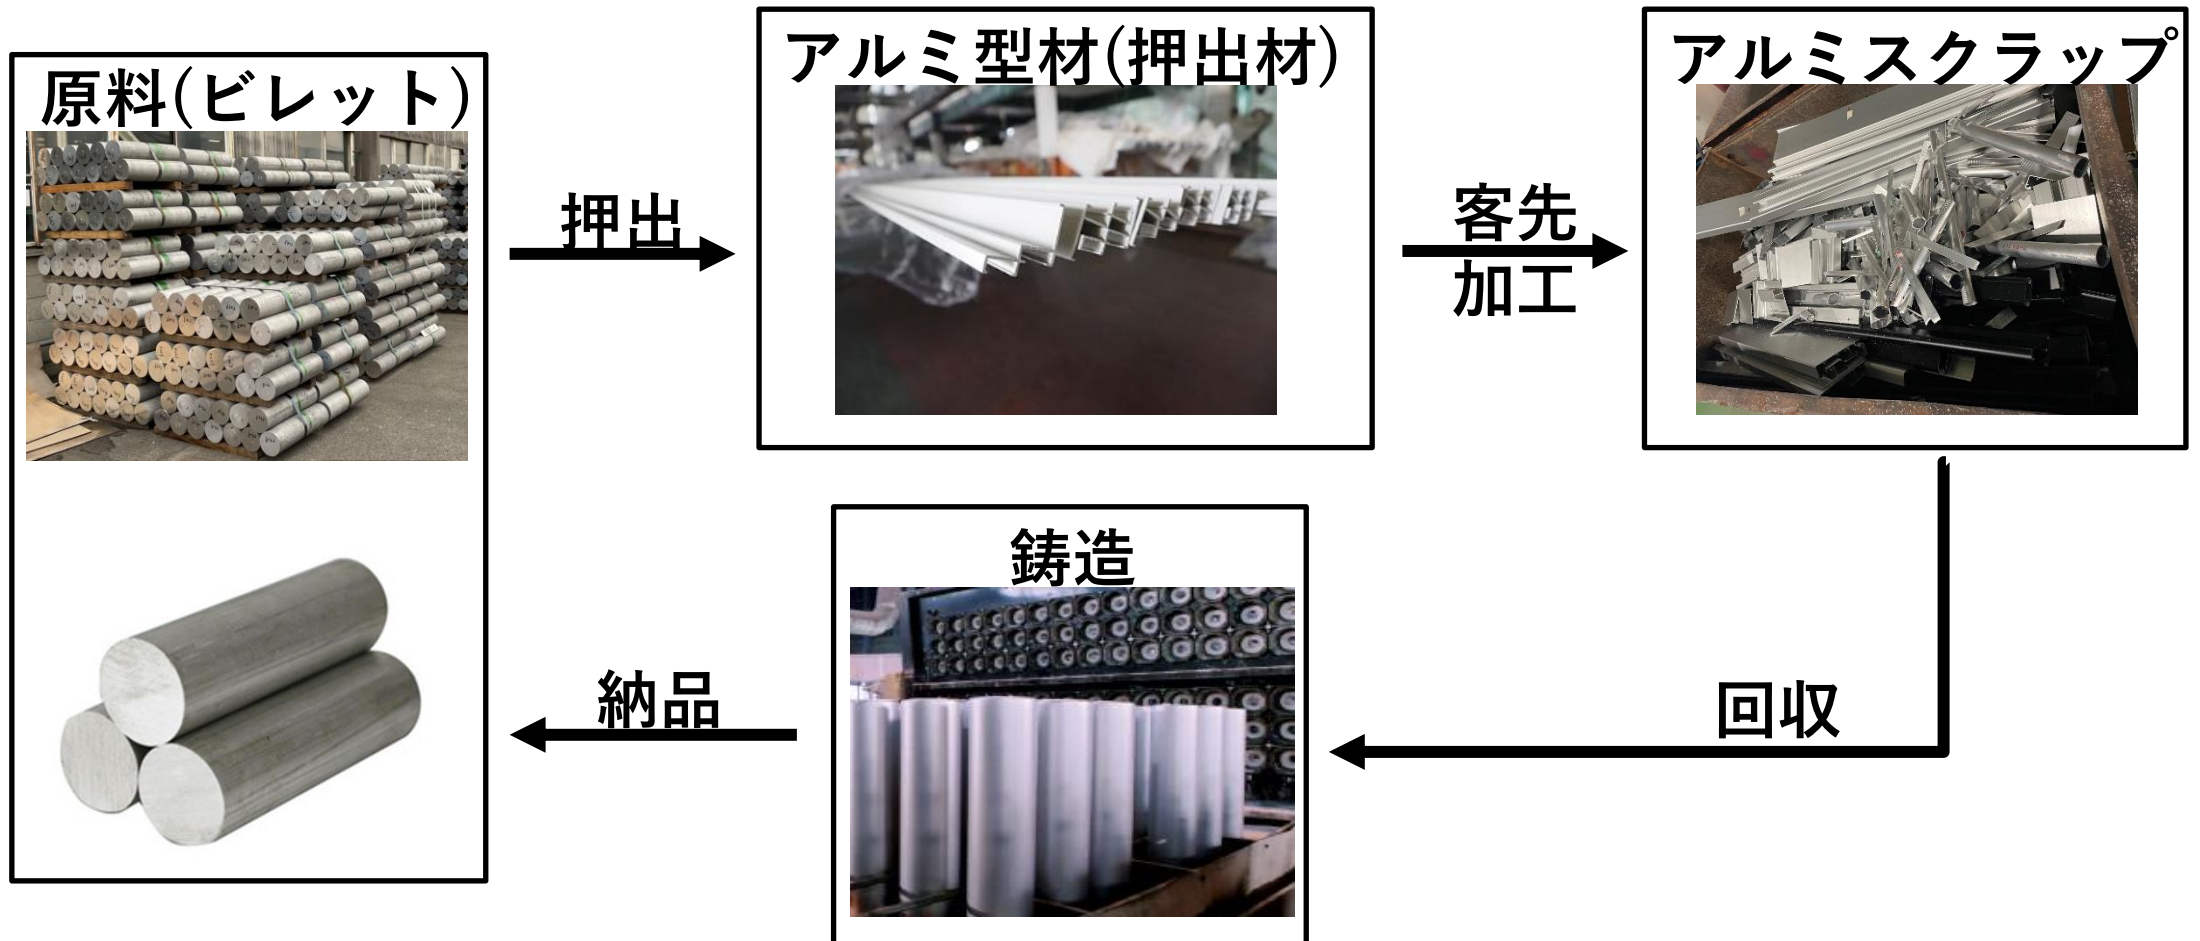 原料(ビレット)
押出
アルミ型材(押出材)
客先
加工
アルミスクラップ
回収
鋳造
納品